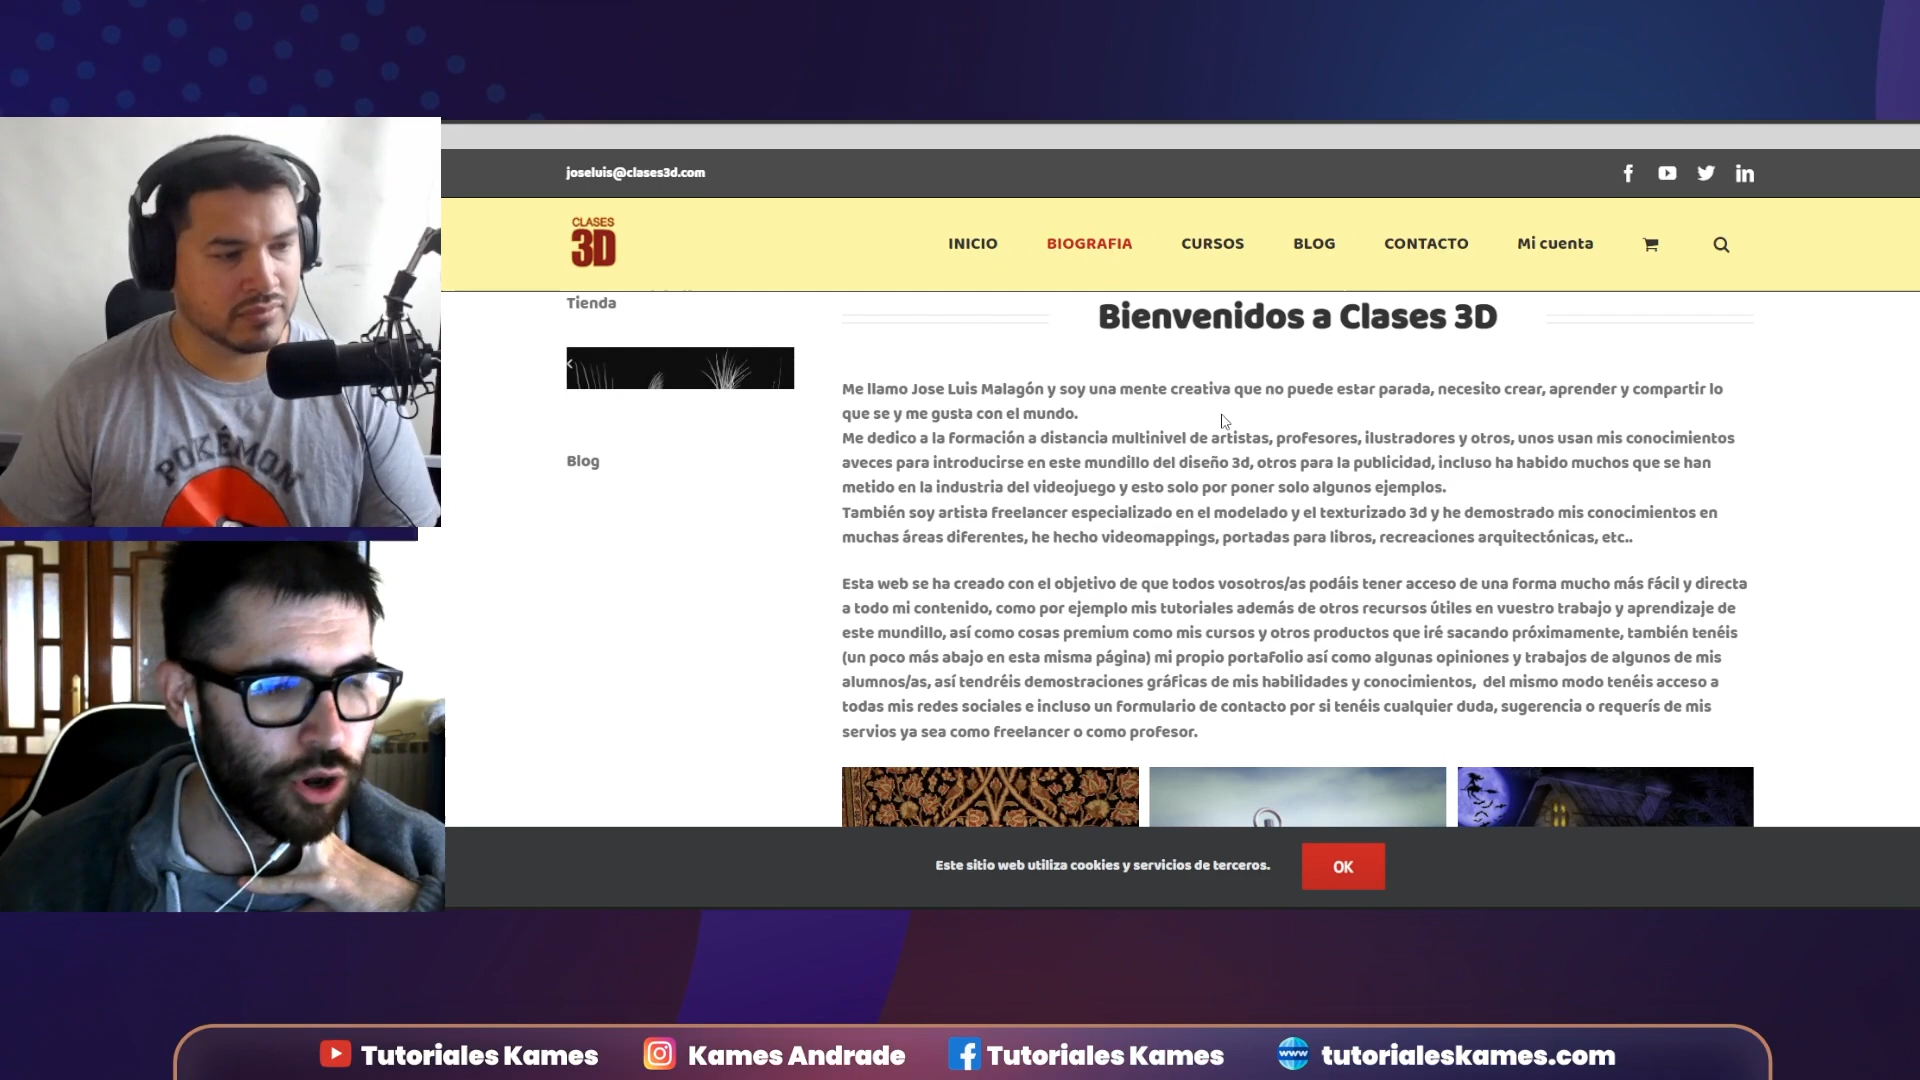 joseluis@clases3d.com
CLASES
3D
INICIO
BIOGRAFIA
CURSOS
BLOG
CONTACTO
Mi cuenta
Tienda
Blog
Bienvenidos a Clases 3D
Me llamo Jose Luis Malagón y soy una mente creativa que no puede estar parada, necesito crear, aprender y compartir lo
que se y me gusta con el mundo.
Me dedico a la formación a distancia multinivel de artistas, profesores, ilustradores y otros, unos usan mis conocimientos
aveces para introducirse en este mundillo del diseño 3d, otros para la publicidad, incluso ha habido muchos que se han
metido en la industria del videojuego y esto solo por poner solo algunos ejemplos.
También soy artista freelancer especializado en el modelado y el texturizado 3d y he demostrado mis conocimientos en
muchas áreas diferentes, he hecho videomappings, portadas para libros, recreaciones arquitectónicas, etc..
Esta web se ha creado con el objetivo de que todos vosotros/as podáis tener acceso de una forma mucho más fácil y directa
a todo mi contenido, como por ejemplo mis tutoriales además de otros recursos útiles en vuestro trabajo y aprendizaje de
este mundillo, así como cosas premium como mis cursos y otros productos que iré sacando próximamente, también tenéis
(un poco más abajo en esta misma página) mi propio portafolio así como algunas opiniones y trabajos de algunos de mis
alumnos/as, así tendréis demostraciones gráficas de mis habilidades y conocimientos, del mismo modo tenéis acceso a
todas mis redes sociales e incluso un formulario de contacto por si tenéis cualquier duda, sugerencia o requerís de mis
servios ya sea como freelancer o como profesor.
Este sitio web utiliza cookies y servicios de terceros.
OK
POKÉMON
Tutoriales Kames
Kames Andrade
Tutoriales Kames
www
tutorialeskames.com